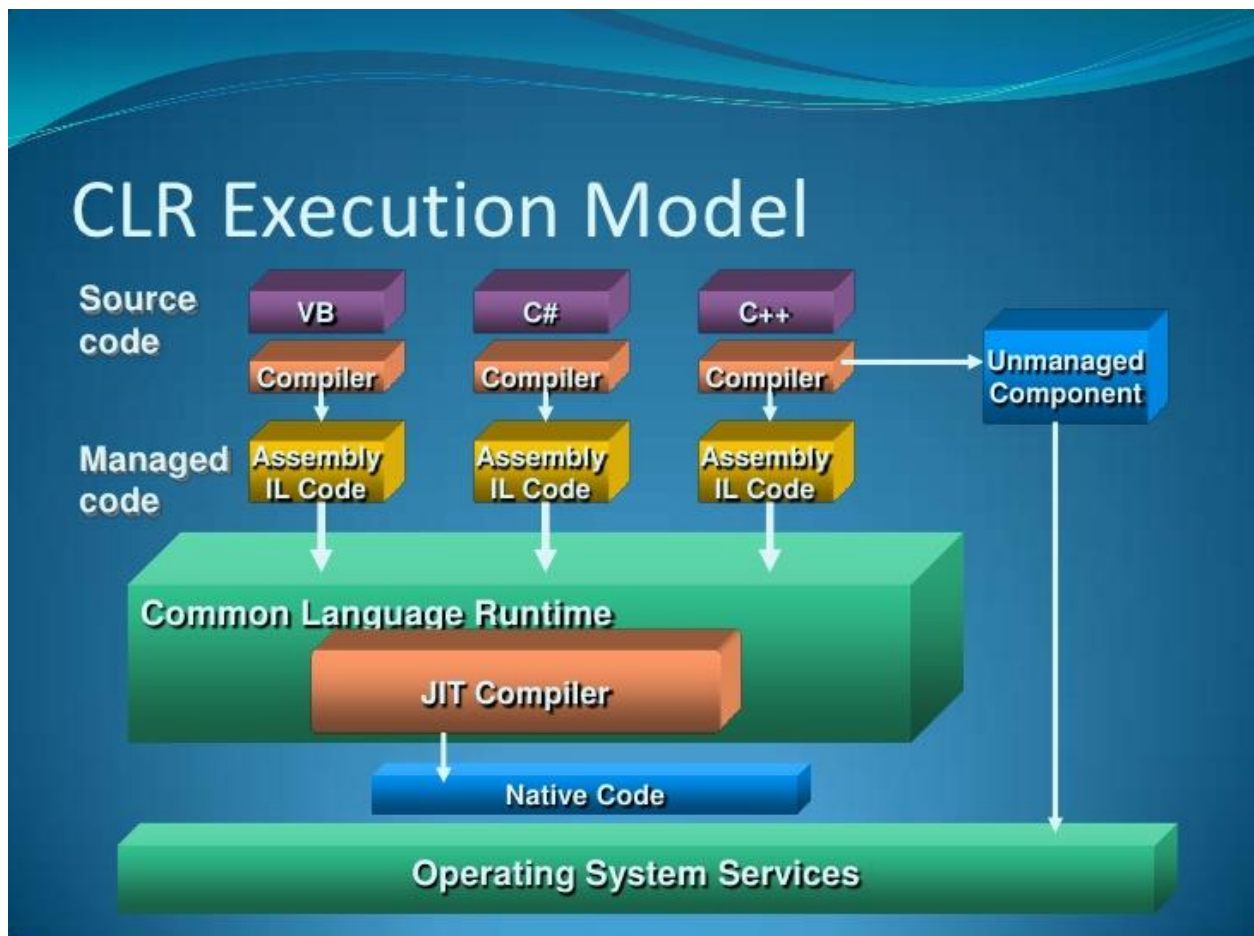 CLR Execution Model
Source
code
VB
C#
C++
Compiler
Compiler
Compiler
Unmanaged
Component
Managed
code
Assembly
IL Code
Assembly
IL Code
Assembly
IL Code
Common Language Runtime
JIT Compiler
Native Code
Operating System Services